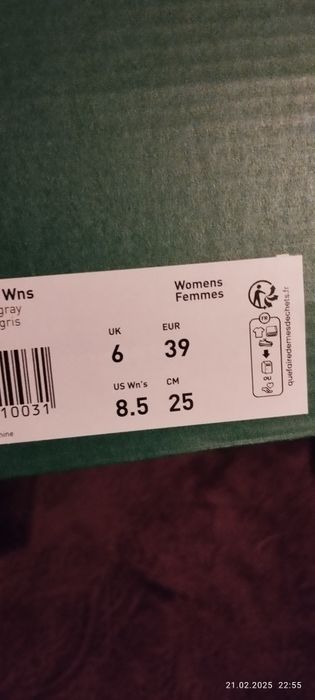 Wns
gray
gris
Womens
Femmes
UK
EUR
6
39
US Wn's
CM
8.5
25
10031
FR
quefairedemesdechets.fr
21.02.2025 22:55